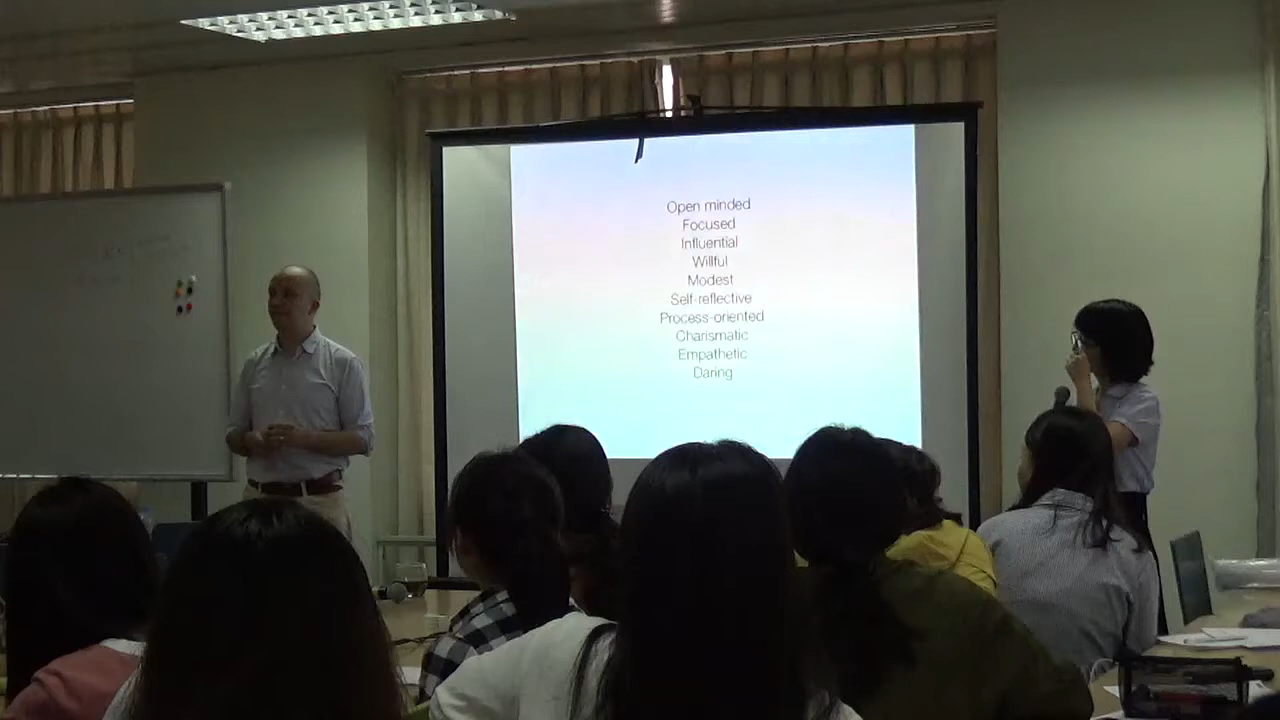 Open minded
Focused
Influential
Willful
Modest
Self-reflective
Process-oriented
Charismatic
Empathetic
Daring